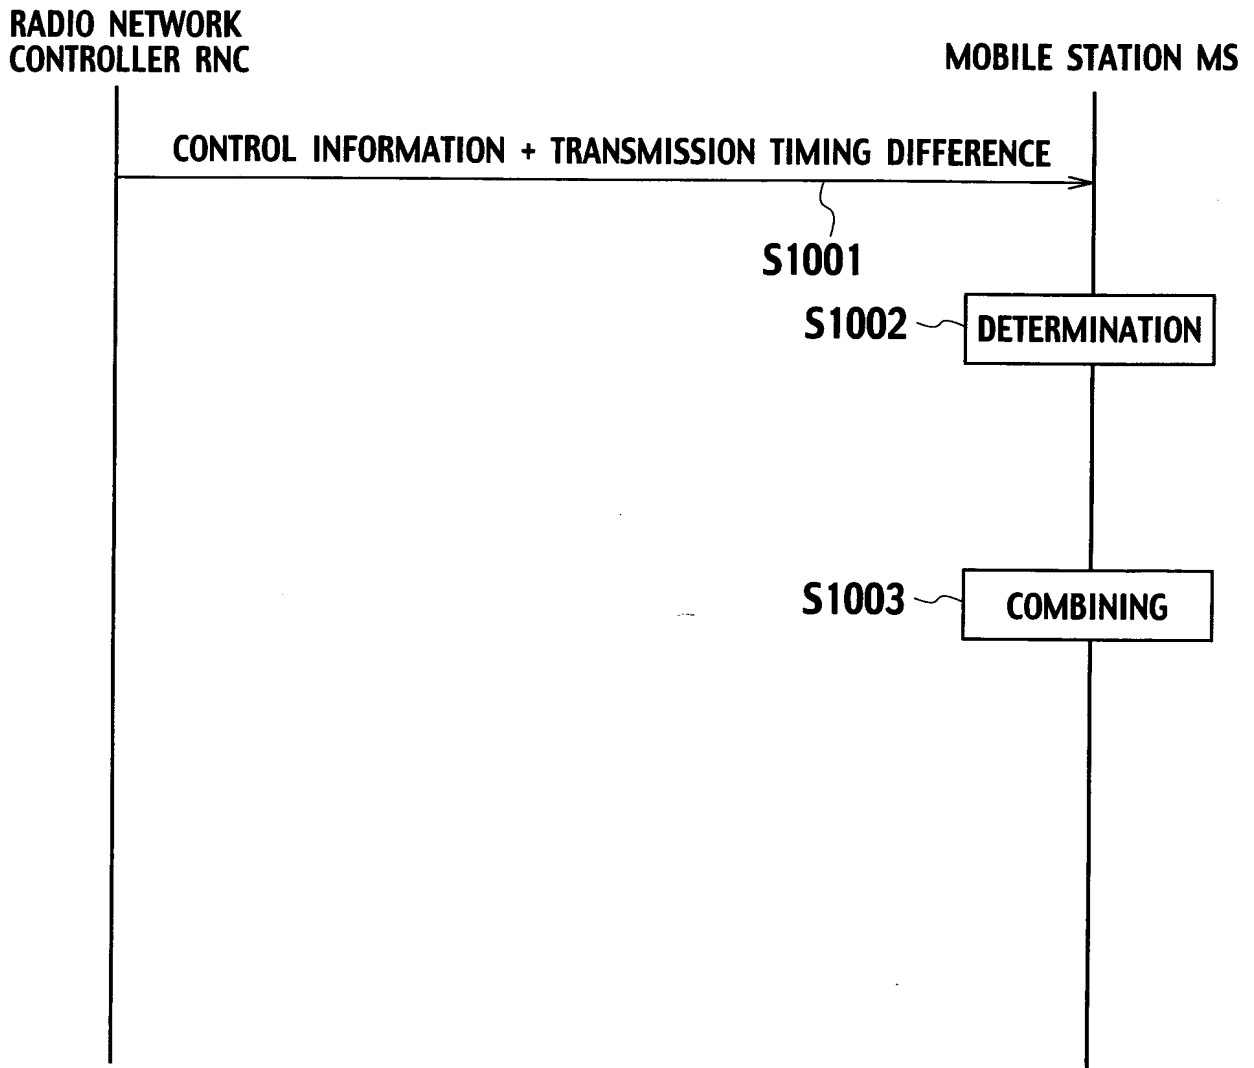 RADIO NETWORK
CONTROLLER RNC
MOBILE STATION MS
CONTROL INFORMATION + TRANSMISSION TIMING DIFFERENCE
S1001
S1002
DETERMINATION
S1003
COMBINING